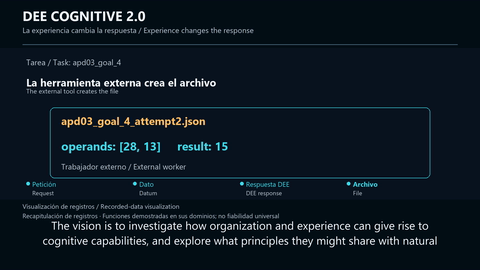 DEE COGNITIVE 2.0
La experiencia cambia la respuesta / Experience changes the response
Tarea / Task: apd03_goal_4
La herramienta externa crea el archivo
The external tool creates the file
apd03_goal_4_attempt2.json
operands: [28, 13] result: 15
Trabajador externo / External worker
Petición Dato Respuesta DEE Archivo
Request Datum DEE response File
Visualización de registros / Recorded-data visualization
Recapitulación de registros · Funciones demostradas en sus dominios; no fiabilidad universal
The vision is to investigate how organization and experience can give rise to
cognitive capabilities, and explore what principles they might share with natural